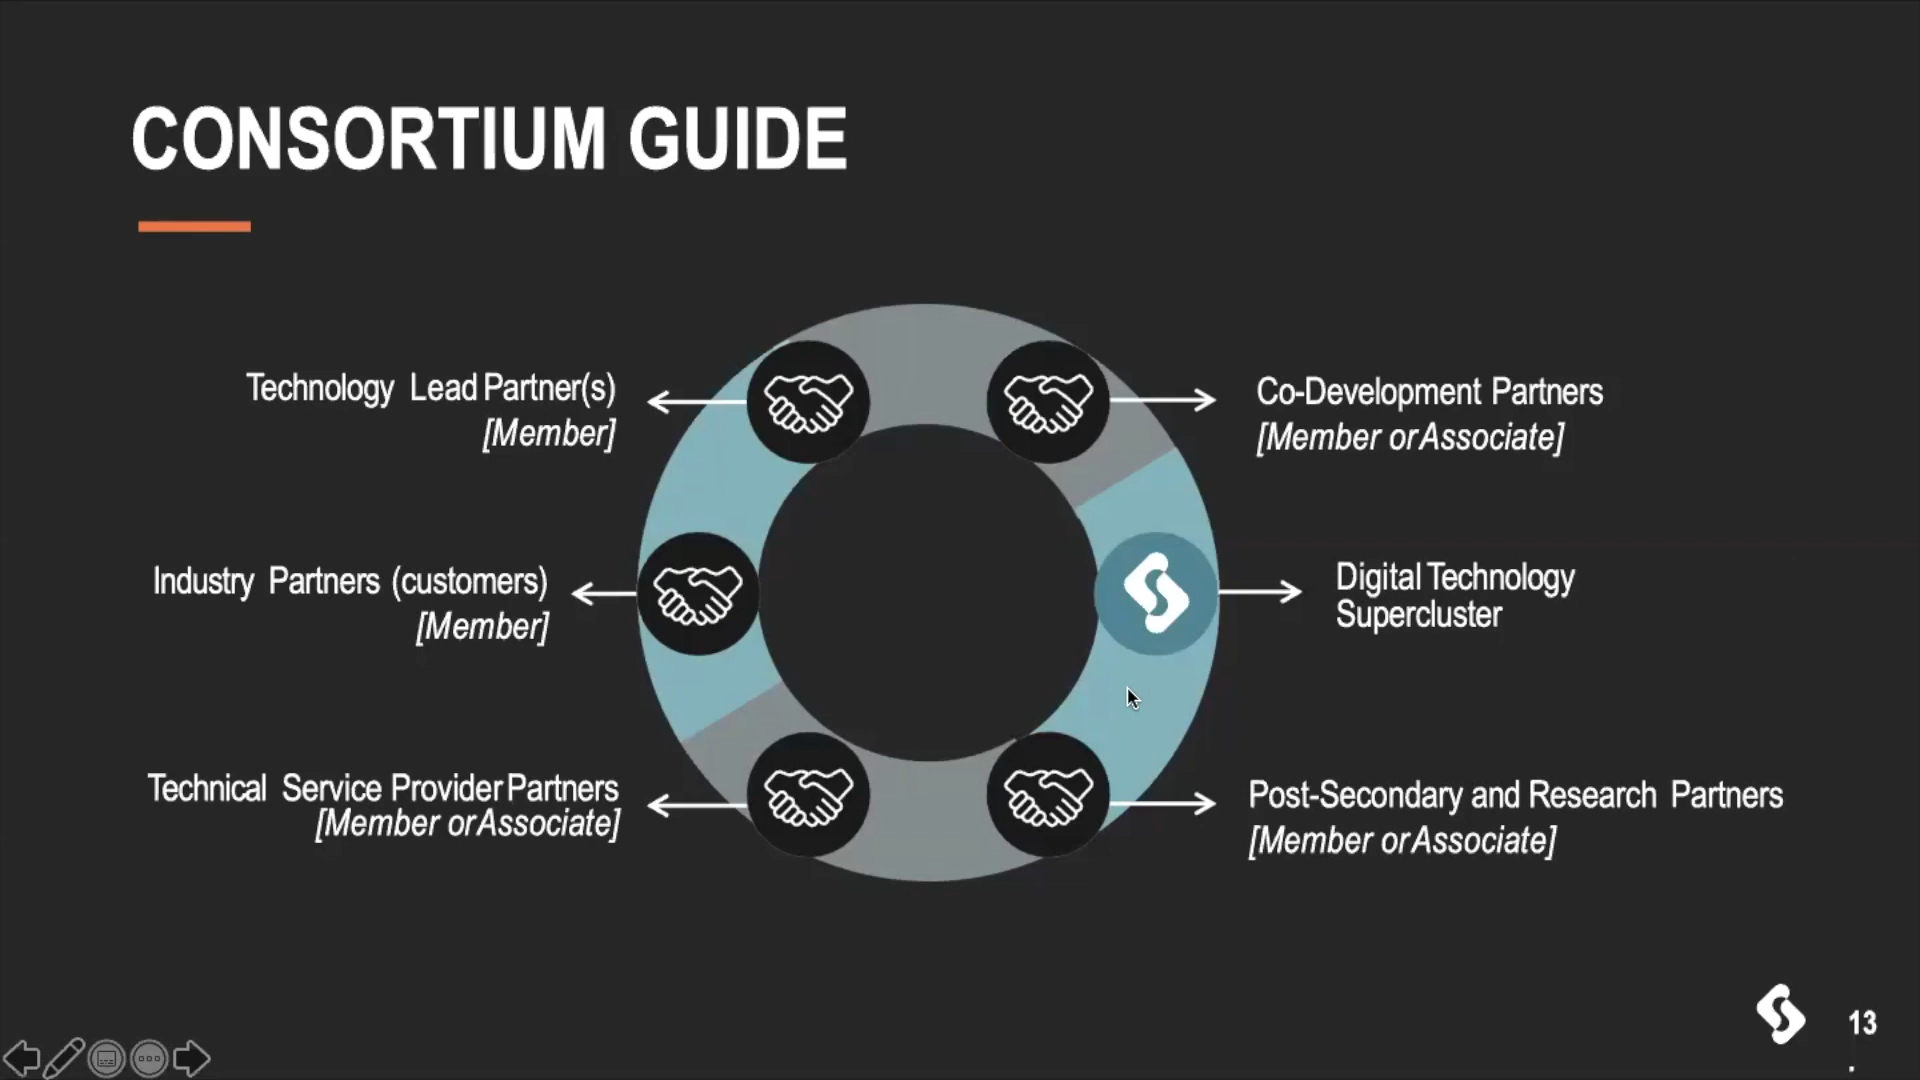 CONSORTIUM GUIDE
Technology Lead Partner(s)
[Member]
Co-Development Partners
[Member or Associate]
Industry Partners (customers)
[Member]
Digital Technology
Supercluster
Technical Service Provider Partners
[Member or Associate]
Post-Secondary and Research Partners
[Member or Associate]
13
.